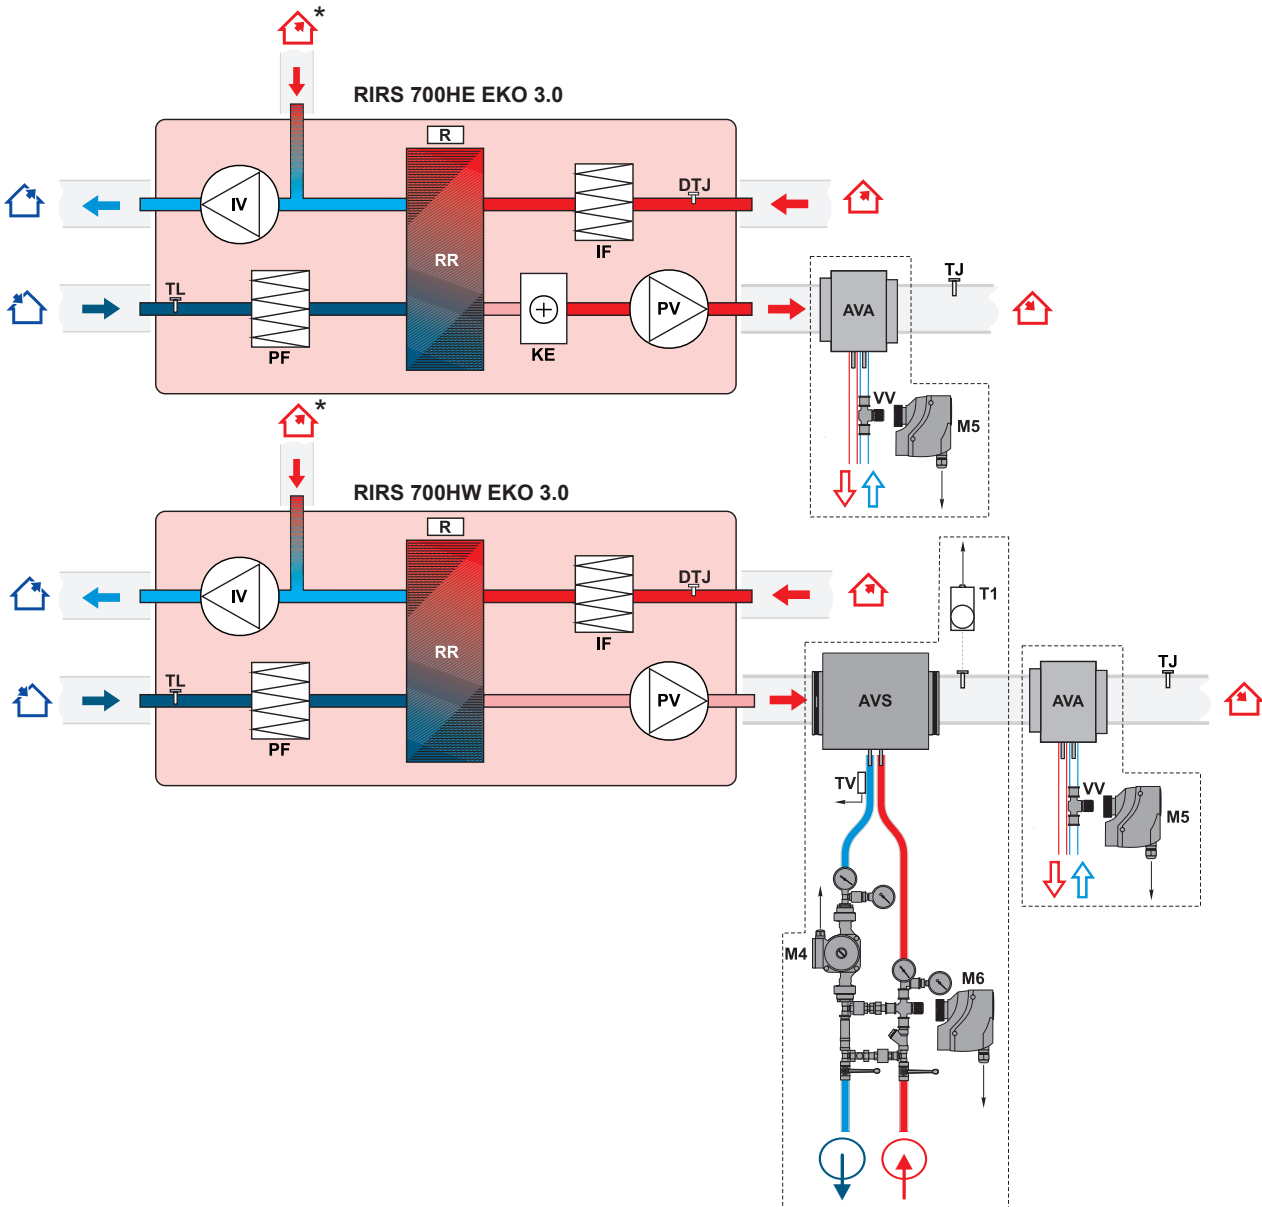 *
RIRS 700HE EKO 3.0
R
DTJ
IV
IF
RR
TL
TJ
PV
AVA
PF
KE
VV
M5
*
RIRS 700HW EKO 3.0
R
DTJ
IV
T1
IF
RR
TL
TJ
PV
AVS
AVA
PF
TV
VV
M5
M4
M6